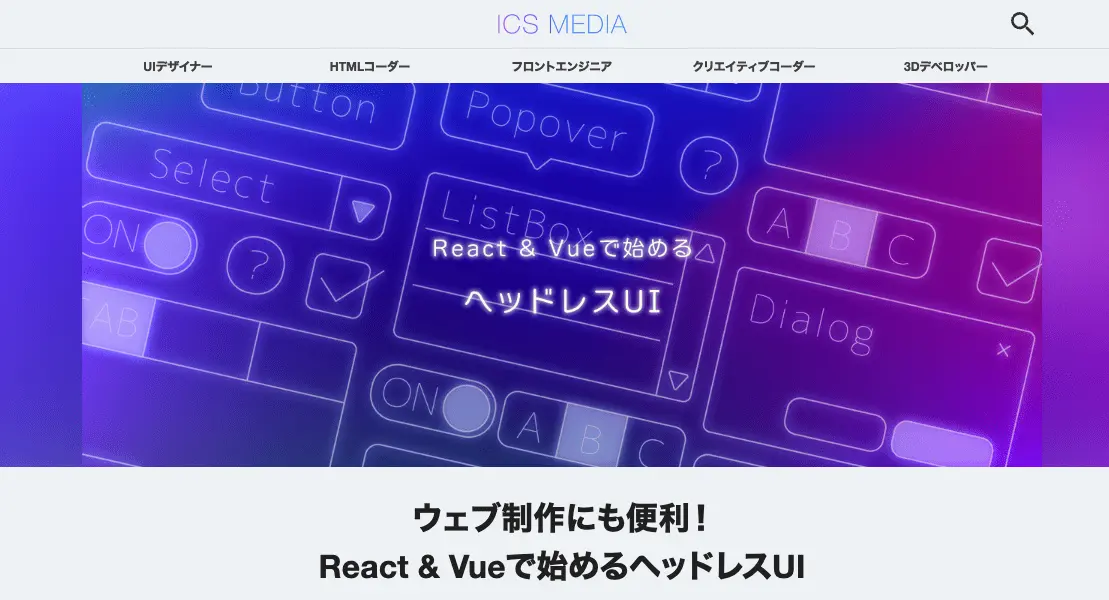 ICS MEDIA
UIデザイナー
HTMLコーダー
フロントエンジニア
クリエイティブコーダー
3Dデベロッパー
Button
Popover
?
Select
ListBox
A B C
ON
?
React & Vueで始める
ヘッドレスUI
Dialog
×
TAB
ON
A B C
ウェブ制作にも便利！
React & Vueで始めるヘッドレスUI